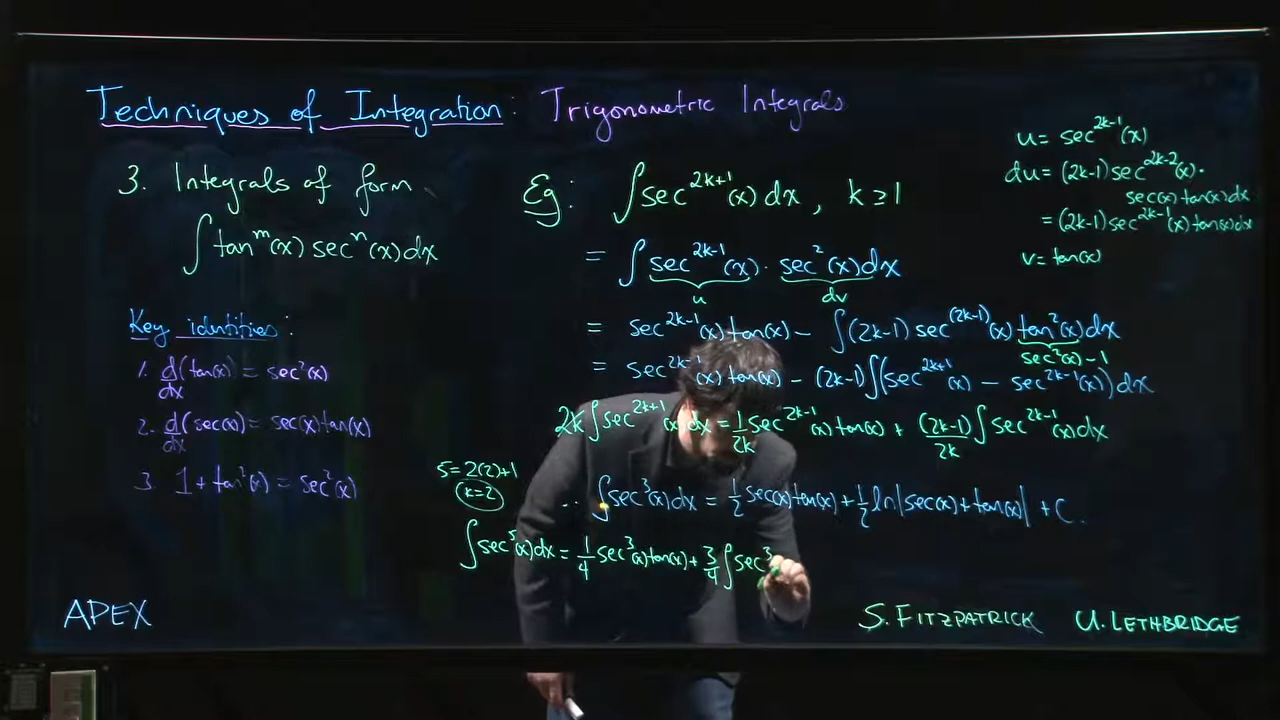 Techniques of Integration: Trigonometric Integrals
3. Integrals of form
∫tan^m(x) sec^n(x)dx
Key identities:
1. d/dx (tan(x)) = sec²(x)
2. d/dx (sec(x)) = sec(x)tan(x)
3. 1 + tan²(x) = sec²(x)
Eg: ∫sec^{2k+1}(x) dx, k ≥ 1
= ∫ sec^{2k-1}(x) · sec²(x)dx
u dv
= sec^{2k-1}(x)tan(x) − ∫(2k-1) sec^{(2k-1)}(x) tan²(x)dx
sec²(x) − 1
= sec^{2k-1}(x)tan(x) − (2k-1)∫(sec^{2k+1}(x) − sec^{2k-1}(x))dx
2k∫sec^{2k+1}(x)dx = 1/2k sec^{2k-1}(x)tan(x) + (2k-1)/2k ∫sec^{2k-1}(x)dx
u = sec^{2k-1}(x)
du = (2k-1)sec^{2k-2}(x)·
sec(x)tan(x)dx
= (2k-1)sec^{2k-1}(x)tan(x)dx
v = tan(x)
5 = 2(2)+1
k=2
∫sec³(x)dx = 1/2 sec(x)tan(x) + 1/2 ln|sec(x)+tan(x)| + C.
∫sec⁵(x)dx = 1/4 sec³(x)tan(x) + 3/4 ∫sec³
APEX
S. FITZPATRICK U. LETHBRIDGE